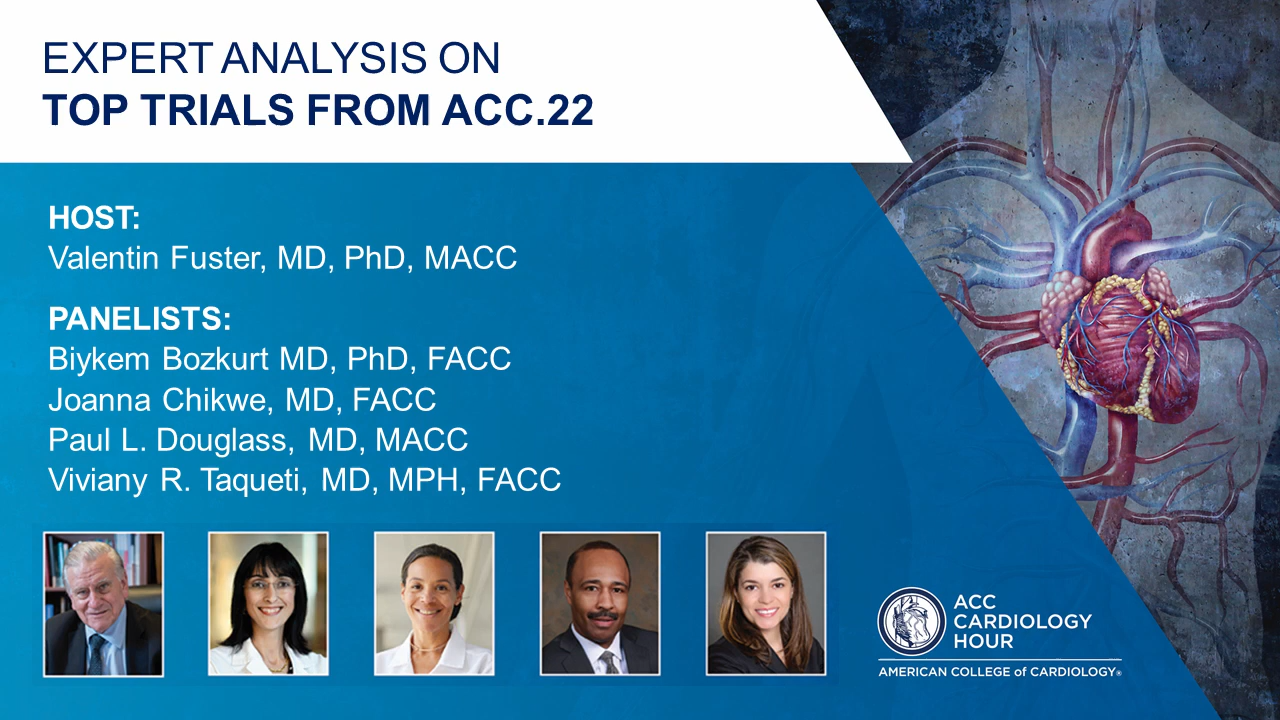 EXPERT ANALYSIS ON
TOP TRIALS FROM ACC.22
HOST:
Valentin Fuster, MD, PhD, MACC
PANELISTS:
Biykem Bozkurt MD, PhD, FACC
Joanna Chikwe, MD, FACC
Paul L. Douglass, MD, MACC
Viviany R. Taqueti, MD, MPH, FACC
ACC
CARDIOLOGY
HOUR
AMERICAN COLLEGE of CARDIOLOGY®